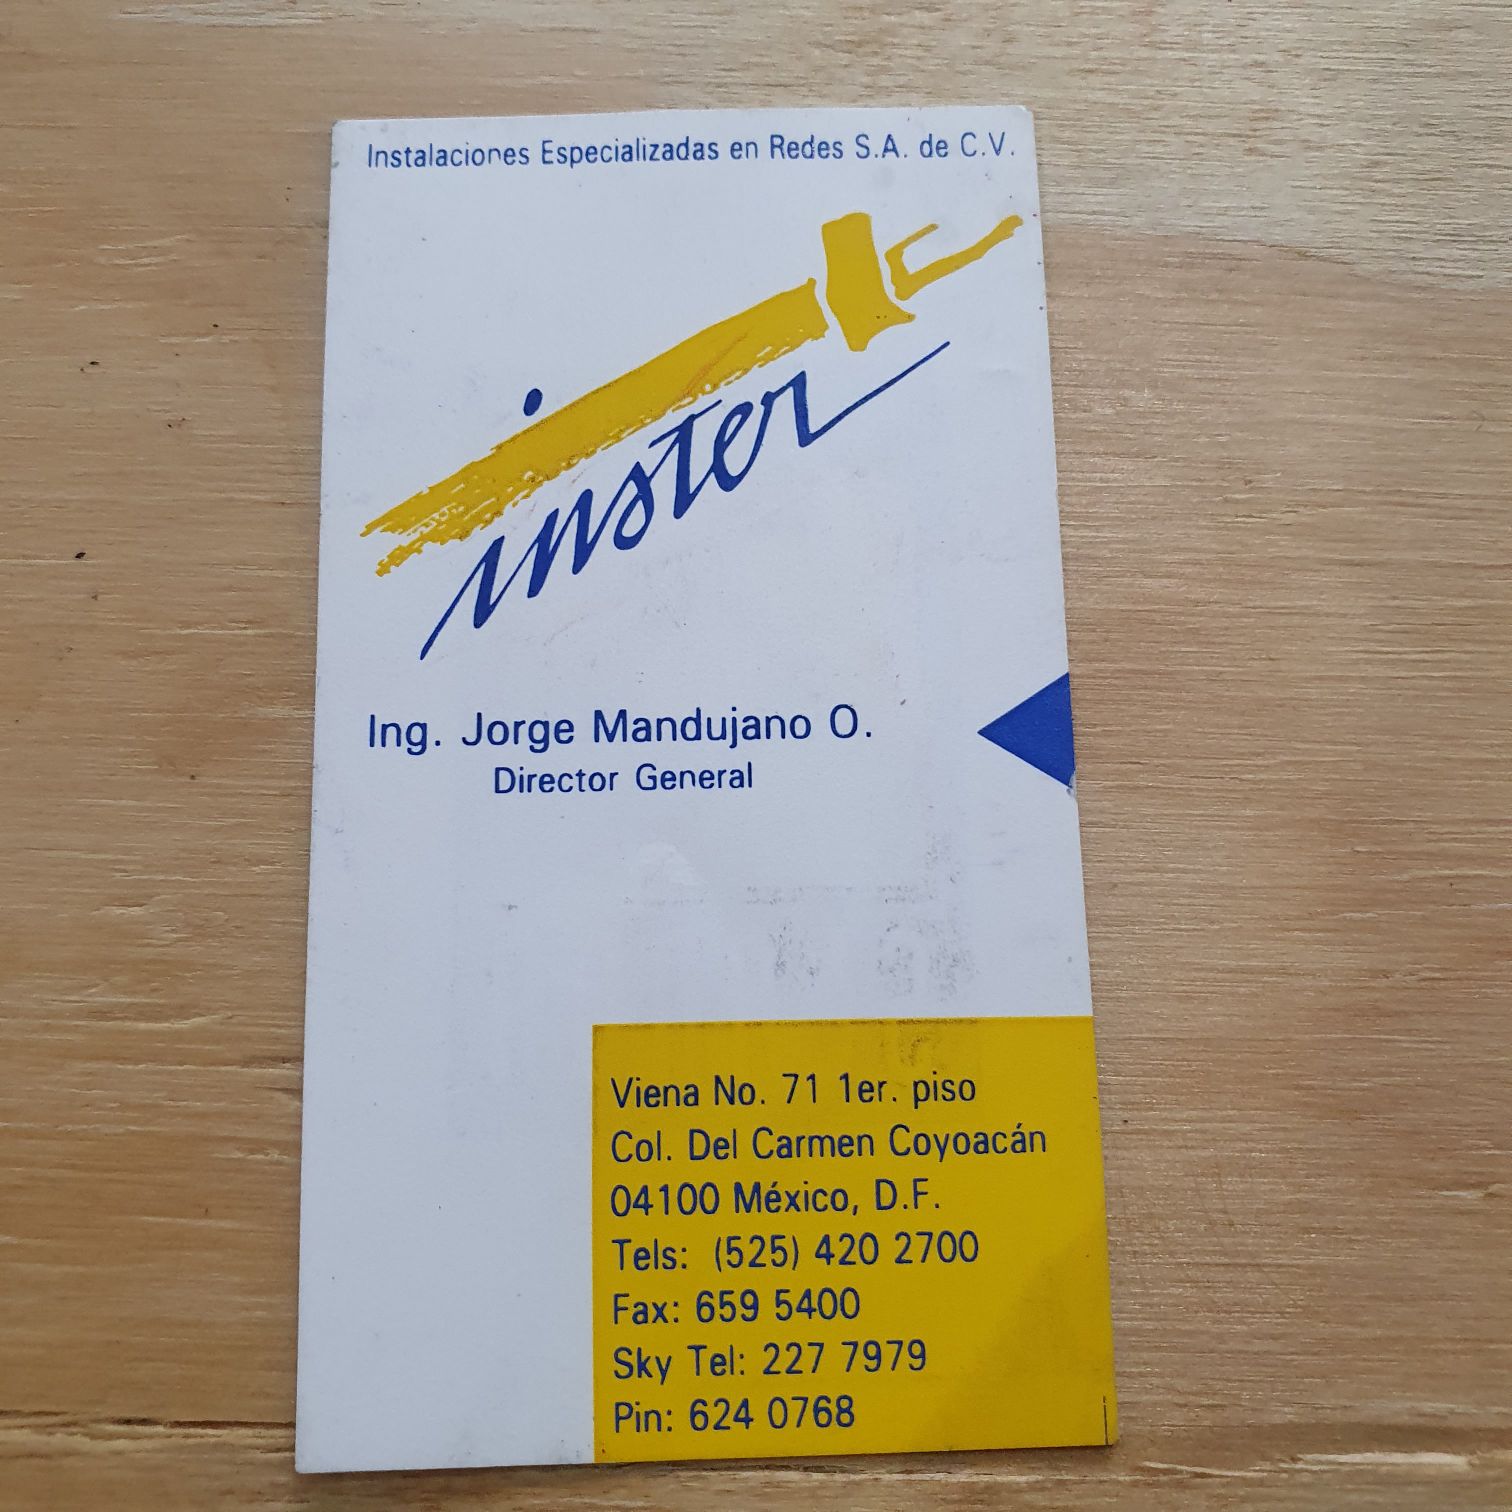 Instalaciones Especializadas en Redes S.A. de C.V.
inster
Ing. Jorge Mandujano O.
Director General
Viena No. 71 1er. piso
Col. Del Carmen Coyoacán
04100 México, D.F.
Tels: (525) 420 2700
Fax: 659 5400
Sky Tel: 227 7979
Pin: 624 0768